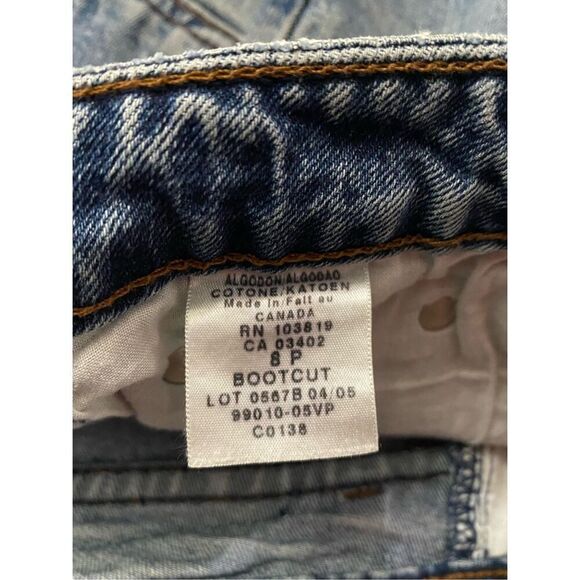 ALGODON/ALGODAO
COTONE/KATOEN
Made in/Fait au
CANADA
RN 103819
CA 03402
8 P
BOOTCUT
LOT 0567B 04/05
99010-05VP
C0138